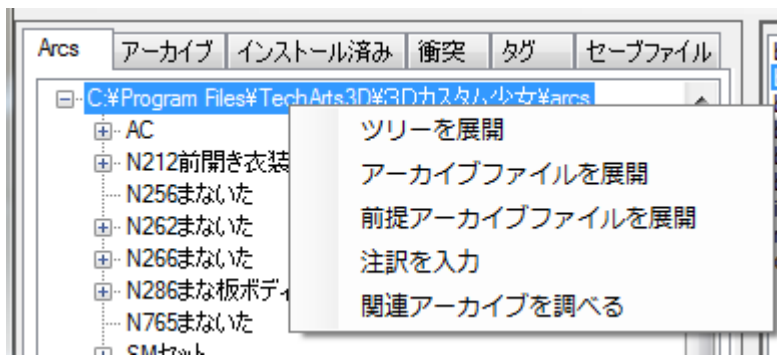 Arcs
アーカイブ
インストール済み
衝突
タグ
セーブファイル
C:¥Program Files¥TechArts3D¥3Dカスタム少女¥arcs
AC
N212前開き衣装
N256まないた
N262まないた
N266まないた
N286まな板ボディ
N765まないた
SMセット
ツリーを展開
アーカイブファイルを展開
前提アーカイブファイルを展開
注訳を入力
関連アーカイブを調べる